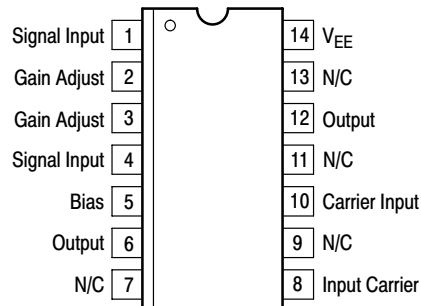 Signal Input 1
Gain Adjust 2
Gain Adjust 3
Signal Input 4
Bias 5
Output 6
N/C 7
14 VEE
13 N/C
12 Output
11 N/C
10 Carrier Input
9 N/C
8 Input Carrier